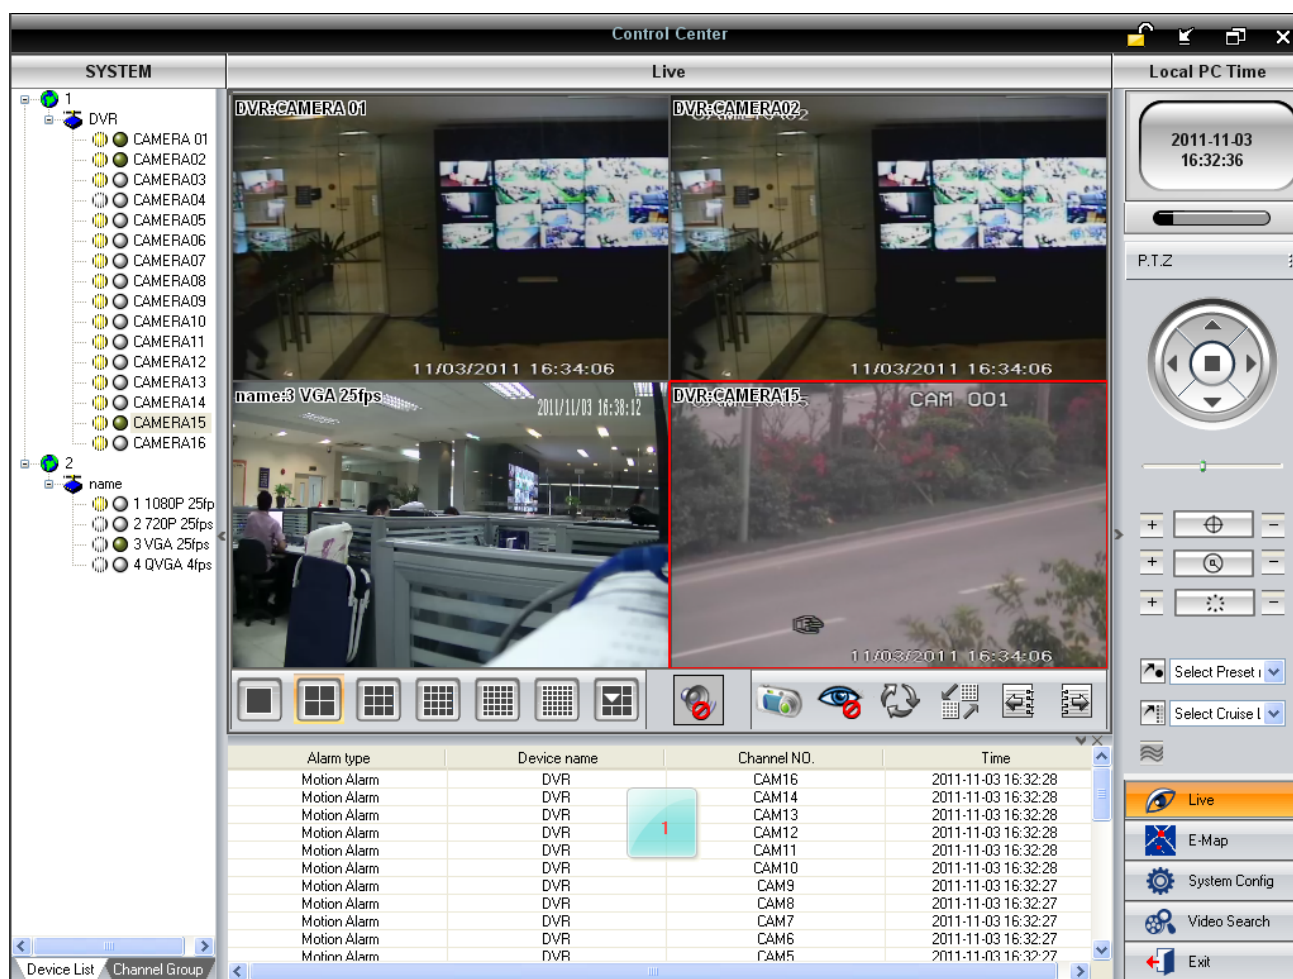 Control Center
SYSTEM
Live
Local PC Time
1
DVR
CAMERA 01
CAMERA02
CAMERA03
CAMERA04
CAMERA05
CAMERA06
CAMERA07
CAMERA08
CAMERA09
CAMERA10
CAMERA11
CAMERA12
CAMERA13
CAMERA14
CAMERA15
CAMERA16
2
name
1 1080P 25fp
2 720P 25fps
3 VGA 25fps
4 QVGA 4fps
Device List
Channel Group
DVR:CAMERA 01
11/03/2011 16:34:06
DVR:CAMERA02
11/03/2011 16:34:06
name:3 VGA 25fps
2011/11/03 16:38:12
DVR:CAMERA15
CAM 001
11/03/2011 16:34:06
Alarm type Device name Channel NO. Time
Motion Alarm DVR CAM16 2011-11-03 16:32:28
Motion Alarm DVR CAM14 2011-11-03 16:32:28
Motion Alarm DVR CAM13 2011-11-03 16:32:28
Motion Alarm DVR CAM12 2011-11-03 16:32:28
Motion Alarm DVR CAM11 2011-11-03 16:32:28
Motion Alarm DVR CAM10 2011-11-03 16:32:28
Motion Alarm DVR CAM9 2011-11-03 16:32:27
Motion Alarm DVR CAM8 2011-11-03 16:32:27
Motion Alarm DVR CAM7 2011-11-03 16:32:27
Motion Alarm DVR CAM6 2011-11-03 16:32:27
Motion Alarm DVR CAM5 2011-11-03 16:32:27
1
2011-11-03
16:32:36
P.T.Z
Select Preset
Select Cruise L
Live
E-Map
System Config
Video Search
Exit